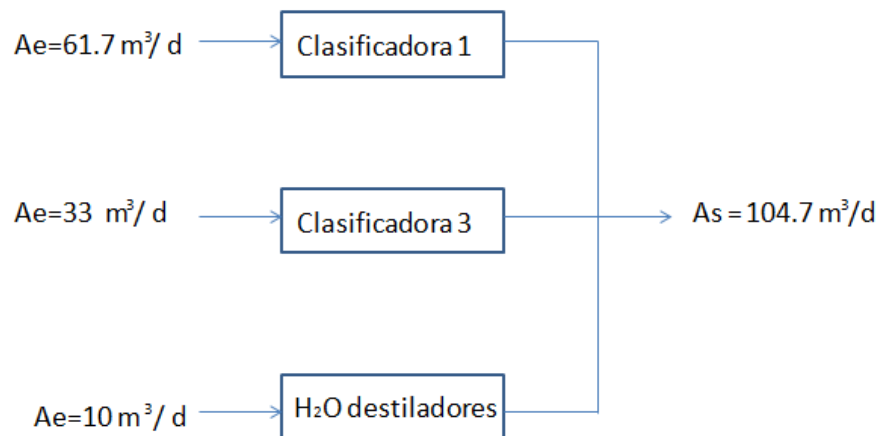 Ae=61.7 m³/ d
Clasificadora 1
Ae=33 m³/ d
Clasificadora 3
As = 104.7 m³/d
Ae=10 m³/ d
H₂O destiladores